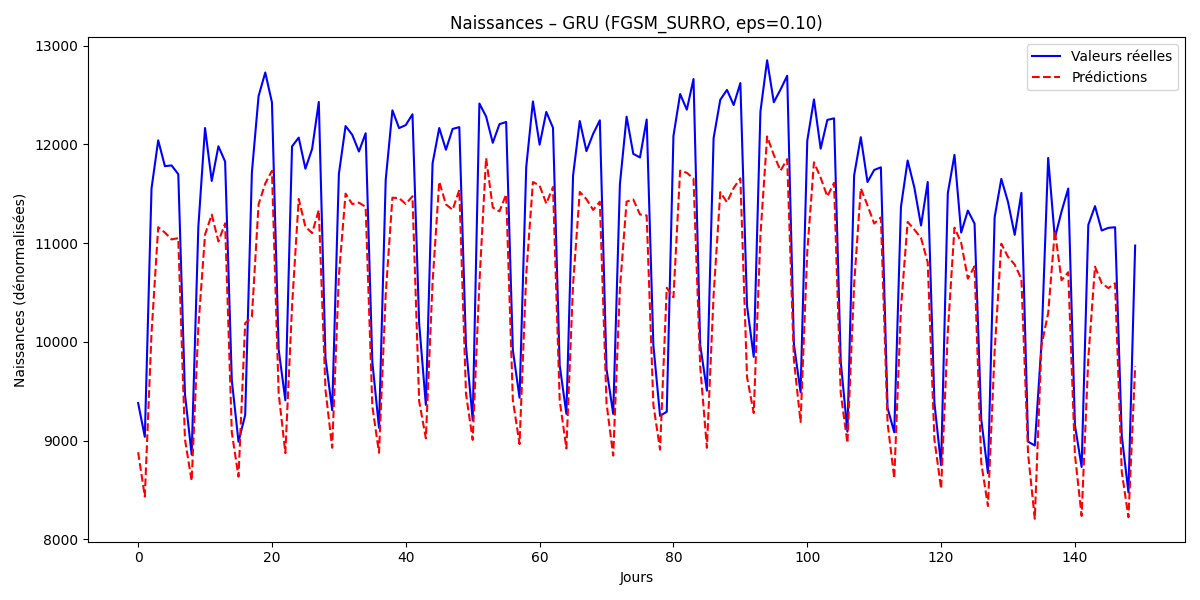 Naissances – GRU (FGSM_SURRO, eps=0.10)
Valeurs réelles
Prédictions
Naissances (dénormalisées)
13000
12000
11000
10000
9000
8000
0 20 40 60 80 100 120 140
Jours